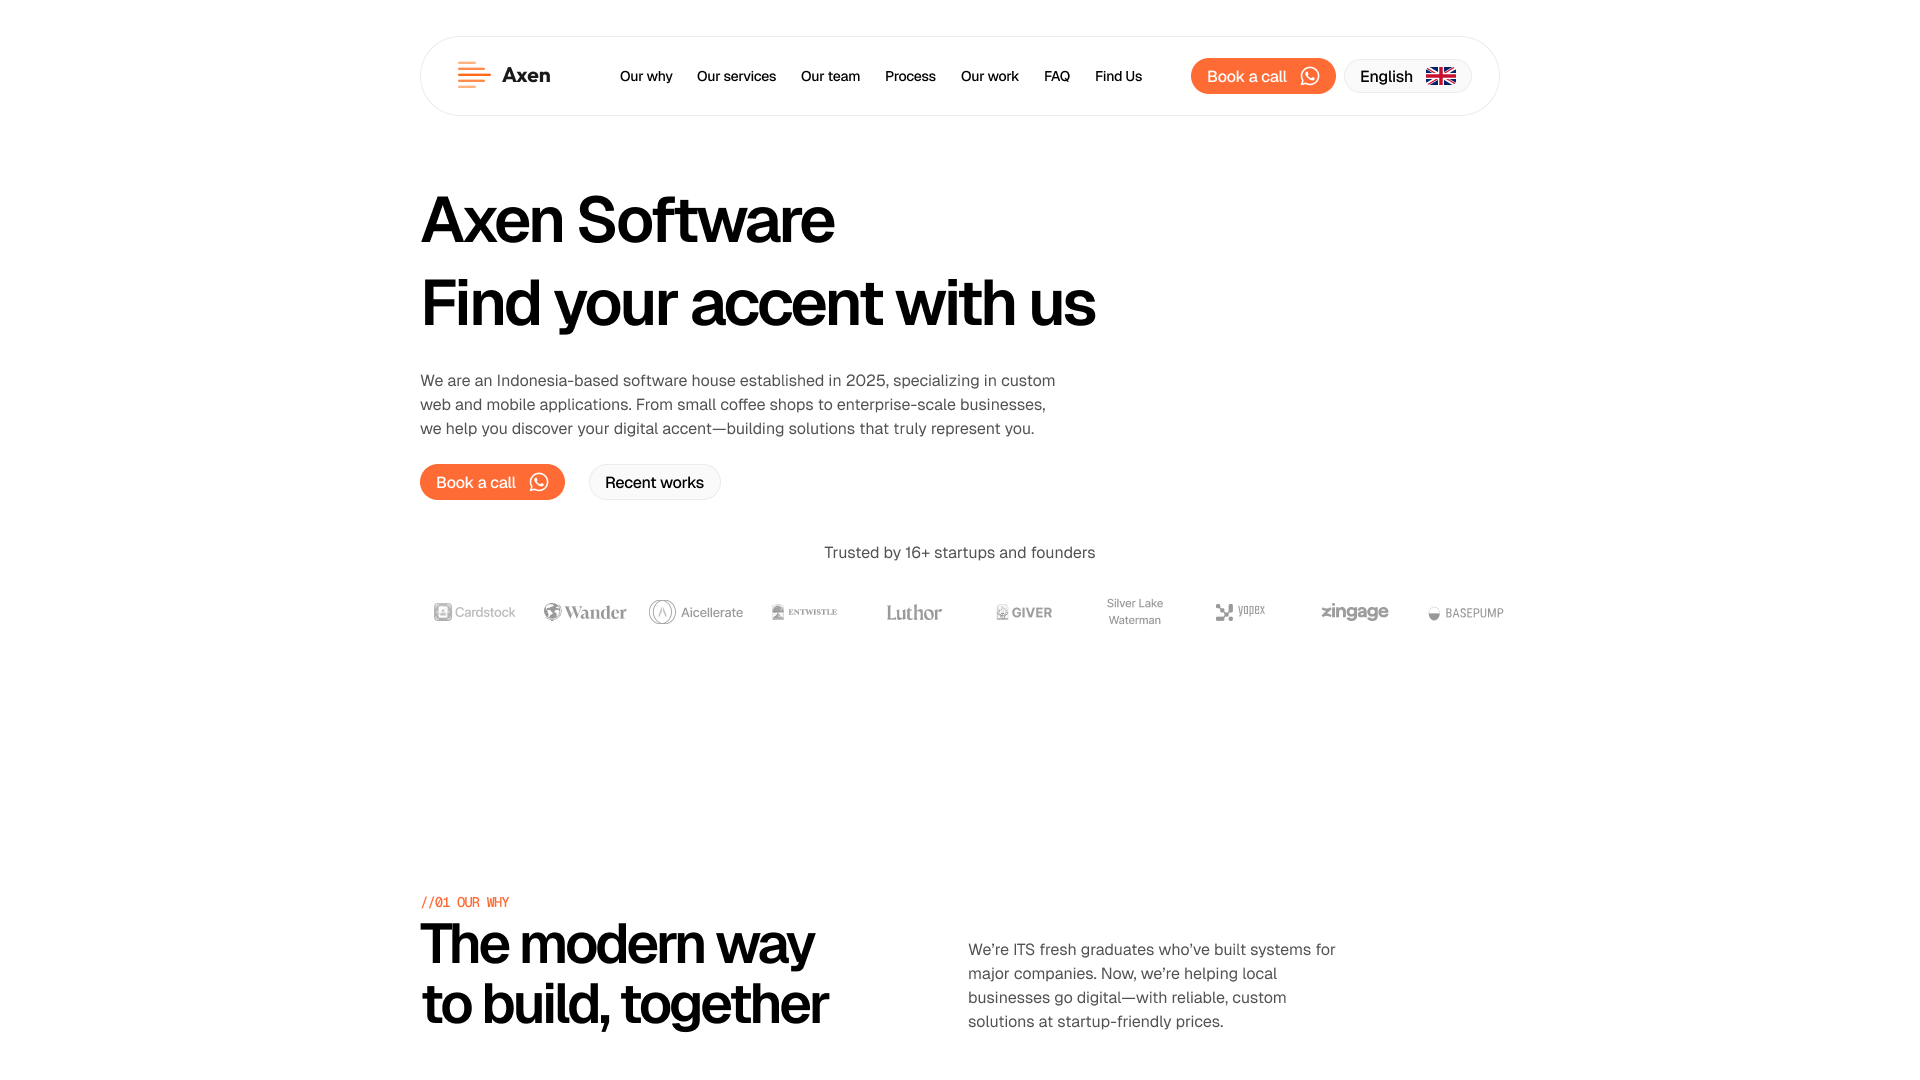 Axen
Our why
Our services
Our team
Process
Our work
FAQ
Find Us
Book a call
English
Axen Software
Find your accent with us
We are an Indonesia-based software house established in 2025, specializing in custom
web and mobile applications. From small coffee shops to enterprise-scale businesses,
we help you discover your digital accent—building solutions that truly represent you.
Book a call
Recent works
Trusted by 16+ startups and founders
Cardstock
Wander
Aicellerate
ENTWISTLE
Luthor
GIVER
Silver Lake
Waterman
yopex
zingage
BASEPUMP
//01 OUR WHY
The modern way
to build, together
We’re ITS fresh graduates who’ve built systems for
major companies. Now, we’re helping local
businesses go digital—with reliable, custom
solutions at startup-friendly prices.